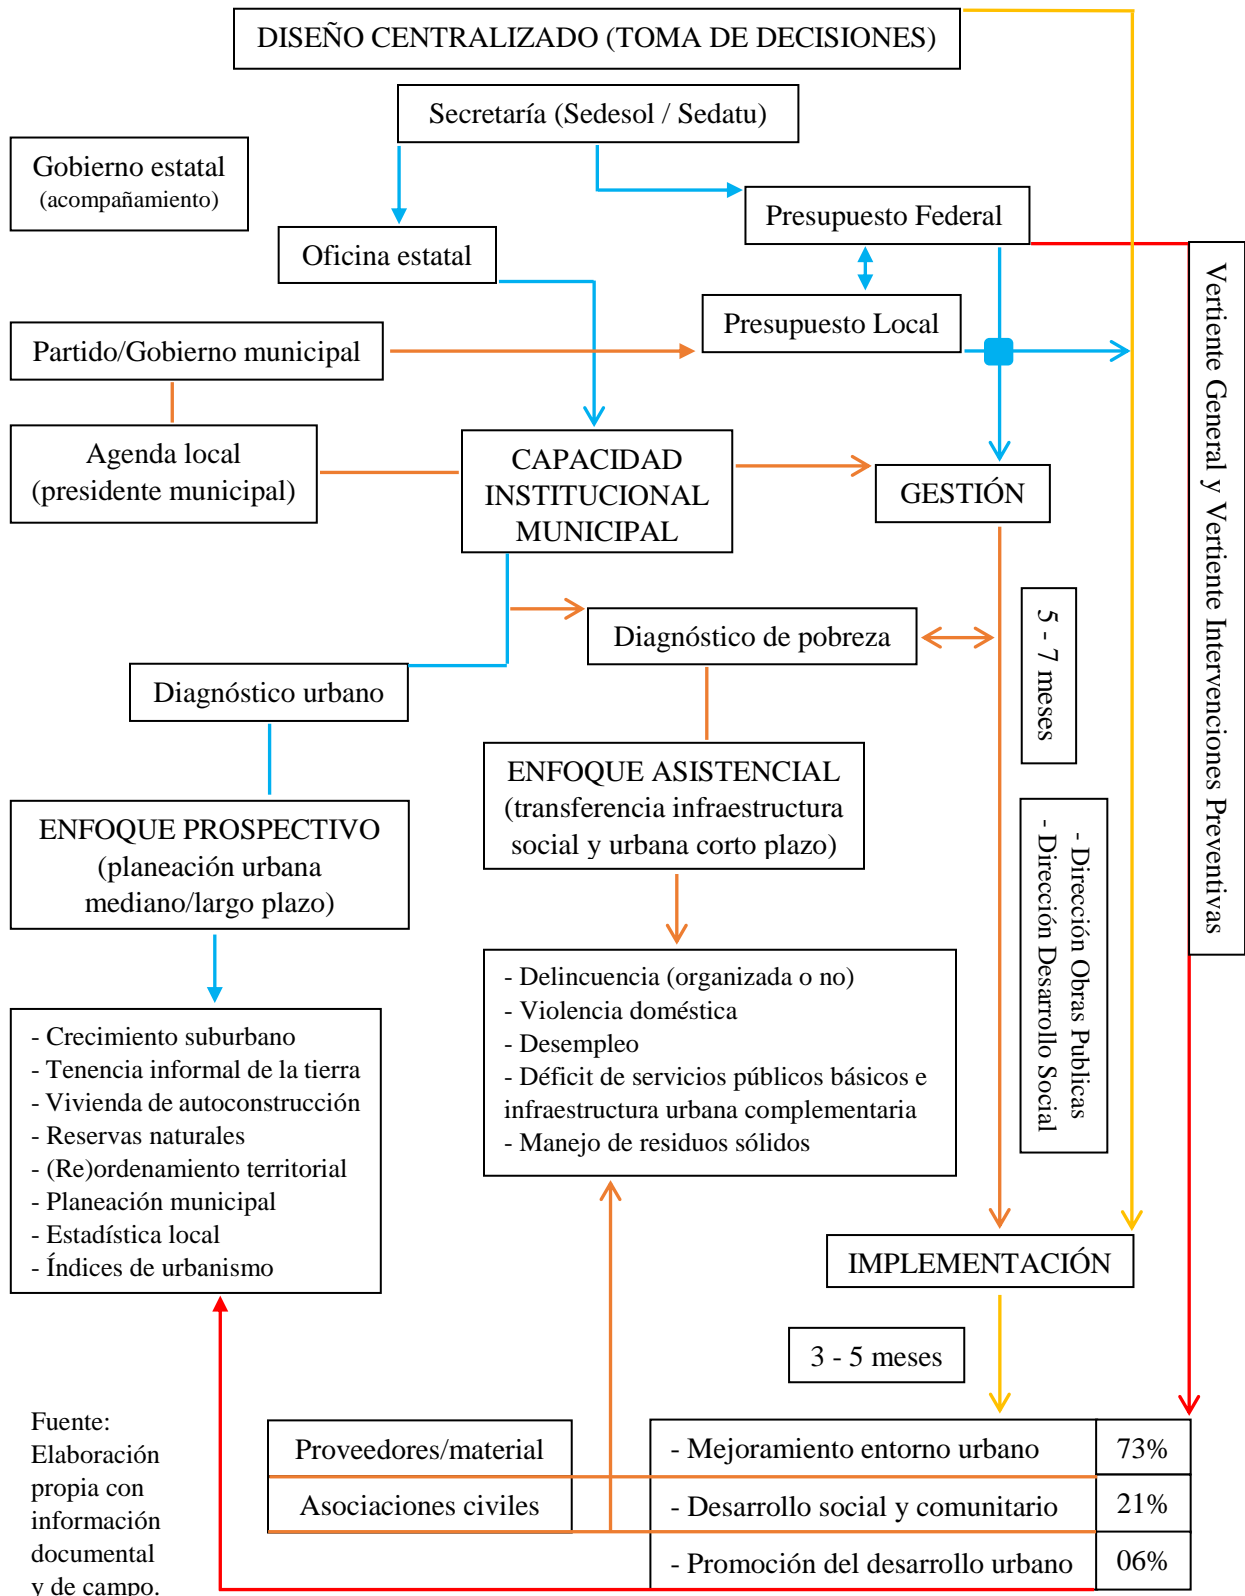 DISEÑO CENTRALIZADO (TOMA DE DECISIONES)
Secretaría (Sedesol / Sedatu)
Gobierno estatal
(acompañamiento)
Presupuesto Federal
Oficina estatal
Presupuesto Local
Partido/Gobierno municipal
Vertiente General y Vertiente Intervenciones Preventivas
Agenda local
(presidente municipal)
CAPACIDAD
INSTITUCIONAL
MUNICIPAL
GESTIÓN
5 - 7 meses
Diagnóstico de pobreza
Diagnóstico urbano
ENFOQUE ASISTENCIAL
(transferencia infraestructura
social y urbana corto plazo)
ENFOQUE PROSPECTIVO
(planeación urbana
mediano/largo plazo)
- Dirección Obras Publicas
- Dirección Desarrollo Social
- Delincuencia (organizada o no)
- Violencia doméstica
- Desempleo
- Déficit de servicios públicos básicos e
infraestructura urbana complementaria
- Manejo de residuos sólidos
- Crecimiento suburbano
- Tenencia informal de la tierra
- Vivienda de autoconstrucción
- Reservas naturales
- (Re)ordenamiento territorial
- Planeación municipal
- Estadística local
- Índices de urbanismo
IMPLEMENTACIÓN
3 - 5 meses
Proveedores/material
Asociaciones civiles
- Mejoramiento entorno urbano 73%
- Desarrollo social y comunitario 21%
- Promoción del desarrollo urbano 06%
Fuente:
Elaboración
propia con
información
documental
y de campo.